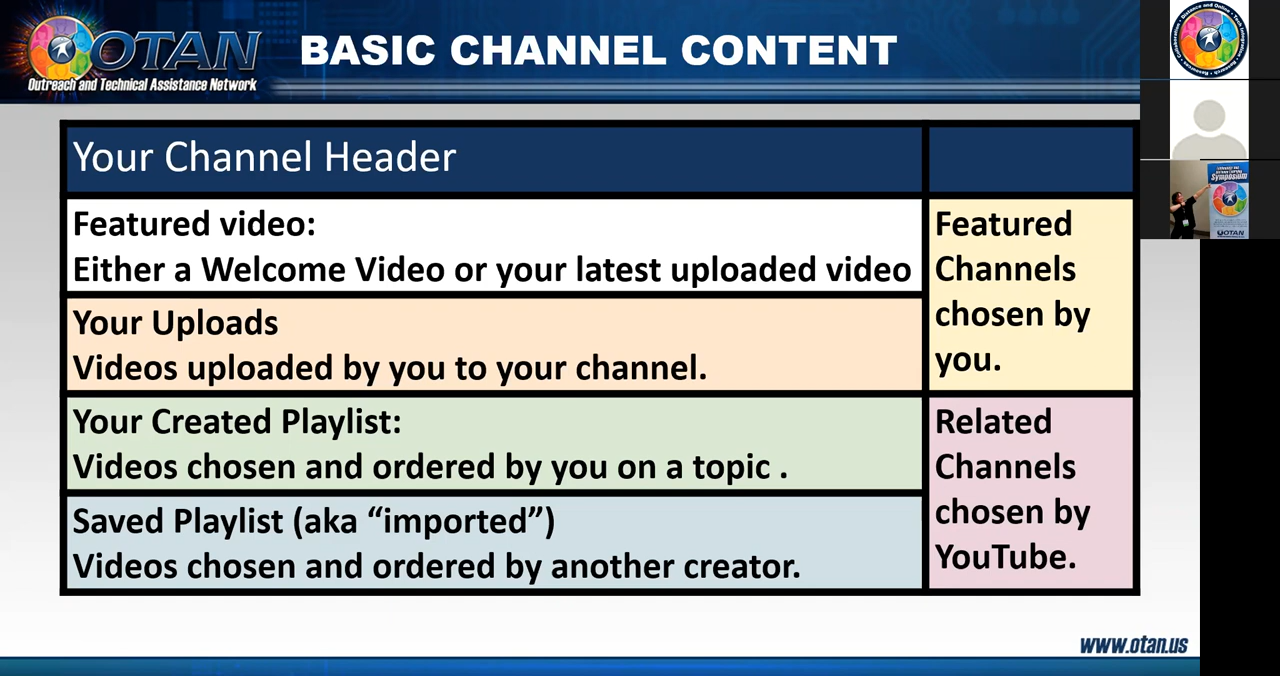 OTAN
Outreach and Technical Assistance Network
BASIC CHANNEL CONTENT
Your Channel Header
Featured video:
Either a Welcome Video or your latest uploaded video
Your Uploads
Videos uploaded by you to your channel.
Your Created Playlist:
Videos chosen and ordered by you on a topic .
Saved Playlist (aka “imported”)
Videos chosen and ordered by another creator.
Featured
Channels
chosen by
you.
Related
Channels
chosen by
YouTube.
Symposium
OTAN
www.otan.us